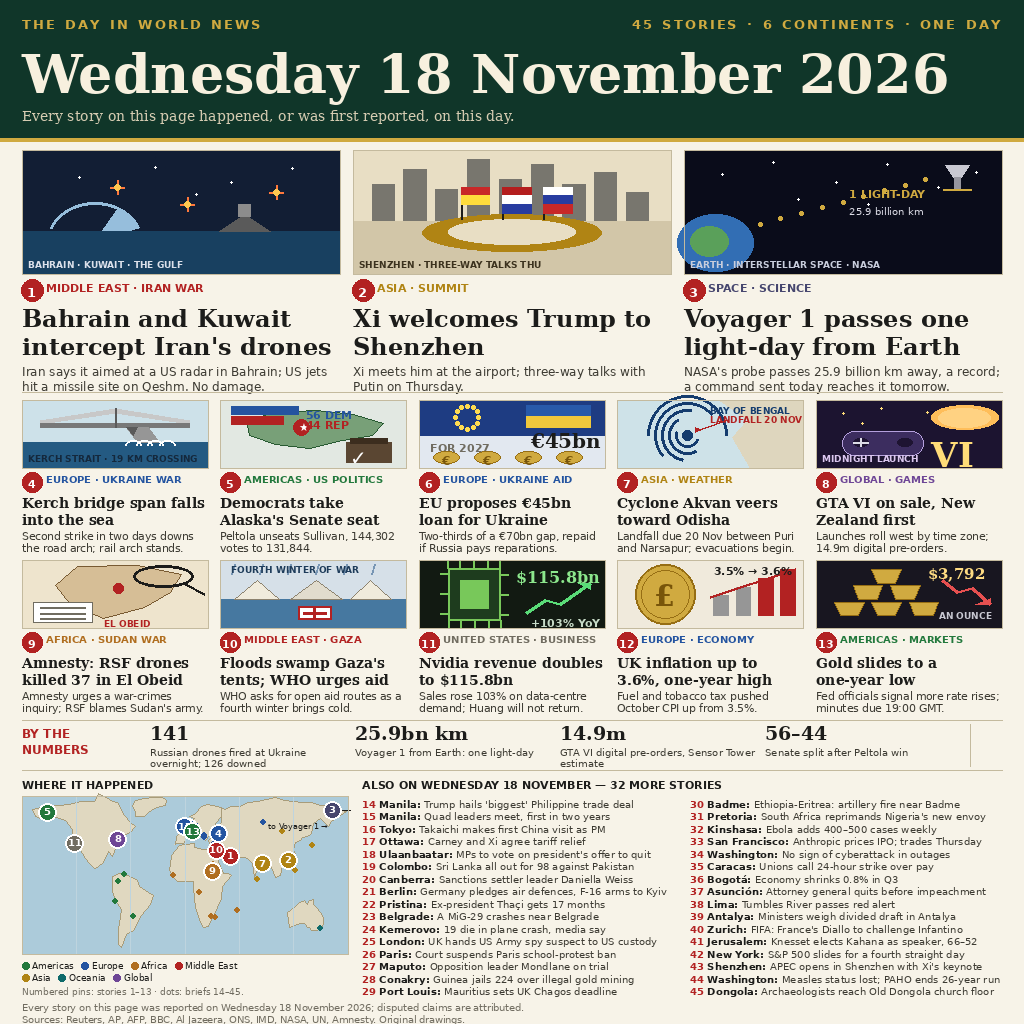 THE DAY IN WORLD NEWS
45 STORIES · 6 CONTINENTS · ONE DAY
Wednesday 18 November 2026
Every story on this page happened, or was first reported, on this day.
BAHRAIN · KUWAIT · THE GULF
1 MIDDLE EAST · IRAN WAR
Bahrain and Kuwait
intercept Iran's drones
Iran says it aimed at a US radar in Bahrain; US jets
hit a missile site on Qeshm. No damage.
SHENZHEN · THREE-WAY TALKS THU
2 ASIA · SUMMIT
Xi welcomes Trump to
Shenzhen
Xi meets him at the airport; three-way talks with
Putin on Thursday.
1 LIGHT-DAY
25.9 billion km
EARTH · INTERSTELLAR SPACE · NASA
3 SPACE · SCIENCE
Voyager 1 passes one
light-day from Earth
NASA's probe passes 25.9 billion km away, a record;
a command sent today reaches it tomorrow.
KERCH STRAIT · 19 KM CROSSING
4 EUROPE · UKRAINE WAR
Kerch bridge span falls
into the sea
Second strike in two days downs
the road arch; rail arch stands.
56 DEM
44 REP
5 AMERICAS · US POLITICS
Democrats take
Alaska's Senate seat
Peltola unseats Sullivan, 144,302
votes to 131,844.
FOR 2027
€45bn
€ € € €
6 EUROPE · UKRAINE AID
EU proposes €45bn
loan for Ukraine
Two-thirds of a €70bn gap, repaid
if Russia pays reparations.
BAY OF BENGAL
LANDFALL 20 NOV
7 ASIA · WEATHER
Cyclone Akvan veers
toward Odisha
Landfall due 20 Nov between Puri
and Narsapur; evacuations begin.
MIDNIGHT LAUNCH
VI
8 GLOBAL · GAMES
GTA VI on sale, New
Zealand first
Launches roll west by time zone;
14.9m digital pre-orders.
EL OBEID
9 AFRICA · SUDAN WAR
Amnesty: RSF drones
killed 37 in El Obeid
Amnesty urges a war-crimes
inquiry; RSF blames Sudan's army.
FOURTH WINTER OF WAR
10 MIDDLE EAST · GAZA
Floods swamp Gaza's
tents; WHO urges aid
WHO asks for open aid routes as a
fourth winter brings cold.
$115.8bn
+103% YoY
11 UNITED STATES · BUSINESS
Nvidia revenue doubles
to $115.8bn
Sales rose 103% on data-centre
demand; Huang will not return.
£
3.5% → 3.6%
12 EUROPE · ECONOMY
UK inflation up to
3.6%, one-year high
Fuel and tobacco tax pushed
October CPI up from 3.5%.
$3,792
AN OUNCE
13 AMERICAS · MARKETS
Gold slides to a
one-year low
Fed officials signal more rate rises;
minutes due 19:00 GMT.
BY THE
NUMBERS
141
Russian drones fired at Ukraine
overnight; 126 downed
25.9bn km
Voyager 1 from Earth: one light-day
14.9m
GTA VI digital pre-orders, Sensor Tower
estimate
56–44
Senate split after Peltola win
WHERE IT HAPPENED
5
11
8
13
4
10
1
9
7
2
3
to Voyager 1 →
Americas Europe Africa Middle East
Asia Oceania Global
Numbered pins: stories 1–13 · dots: briefs 14–45.
ALSO ON WEDNESDAY 18 NOVEMBER — 32 MORE STORIES
14 Manila: Trump hails 'biggest' Philippine trade deal
15 Manila: Quad leaders meet, first in two years
16 Tokyo: Takaichi makes first China visit as PM
17 Ottawa: Carney and Xi agree tariff relief
18 Ulaanbaatar: MPs to vote on president's offer to quit
19 Colombo: Sri Lanka all out for 98 against Pakistan
20 Canberra: Sanctions settler leader Daniella Weiss
21 Berlin: Germany pledges air defences, F-16 arms to Kyiv
22 Pristina: Ex-president Thaçi gets 17 months
23 Belgrade: A MiG-29 crashes near Belgrade
24 Kemerovo: 19 die in plane crash, media say
25 London: UK hands US Army spy suspect to US custody
26 Paris: Court suspends Paris school-protest ban
27 Maputo: Opposition leader Mondlane on trial
28 Conakry: Guinea jails 224 over illegal gold mining
29 Port Louis: Mauritius sets UK Chagos deadline
30 Badme: Ethiopia-Eritrea: artillery fire near Badme
31 Pretoria: South Africa reprimands Nigeria's new envoy
32 Kinshasa: Ebola adds 400–500 cases weekly
33 San Francisco: Anthropic prices IPO; trades Thursday
34 Washington: No sign of cyberattack in outages
35 Caracas: Unions call 24-hour strike over pay
36 Bogotá: Economy shrinks 0.8% in Q3
37 Asunción: Attorney general quits before impeachment
38 Lima: Tumbles River passes red alert
39 Antalya: Ministers weigh divided draft in Antalya
40 Zurich: FIFA: France's Diallo to challenge Infantino
41 Jerusalem: Knesset elects Kahana as speaker, 66–52
42 New York: S&P 500 slides for a fourth straight day
43 Shenzhen: APEC opens in Shenzhen with Xi's keynote
44 Washington: Measles status lost; PAHO ends 26-year run
45 Dongola: Archaeologists reach Old Dongola church floor
Every story on this page was reported on Wednesday 18 November 2026; disputed claims are attributed.
Sources: Reuters, AP, AFP, BBC, Al Jazeera, ONS, IMD, NASA, UN, Amnesty. Original drawings.